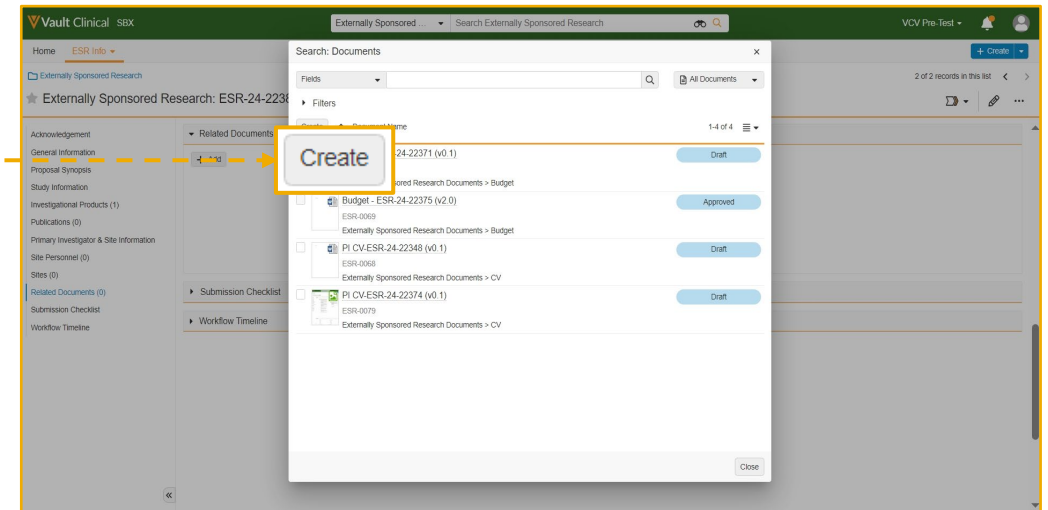 Vault Clinical SBX
Externally Sponsored ...
Search Externally Sponsored Research
VCV Pre-Test
Home
ESR Info
+ Create
Search: Documents
×
Externally Sponsored Research
2 of 2 records in this list
Externally Sponsored Research: ESR-24-2238
Fields
All Documents
Filters
Document Name
1-4 of 4
Acknowledgement
General Information
Proposal Synopsis
Study Information
Investigational Products (1)
Publications (0)
Primary Investigator & Site Information
Site Personnel (0)
Sites (0)
Related Documents (0)
Submission Checklist
Workflow Timeline
Related Documents
Create
-24-22371 (v0.1)
Draft
sored Research Documents > Budget
Budget - ESR-24-22375 (v2.0)
Approved
ESR-0069
Externally Sponsored Research Documents > Budget
PI CV-ESR-24-22348 (v0.1)
Draft
ESR-0068
Externally Sponsored Research Documents > CV
PI CV-ESR-24-22374 (v0.1)
Draft
ESR-0079
Externally Sponsored Research Documents > CV
Submission Checklist
Workflow Timeline
Close